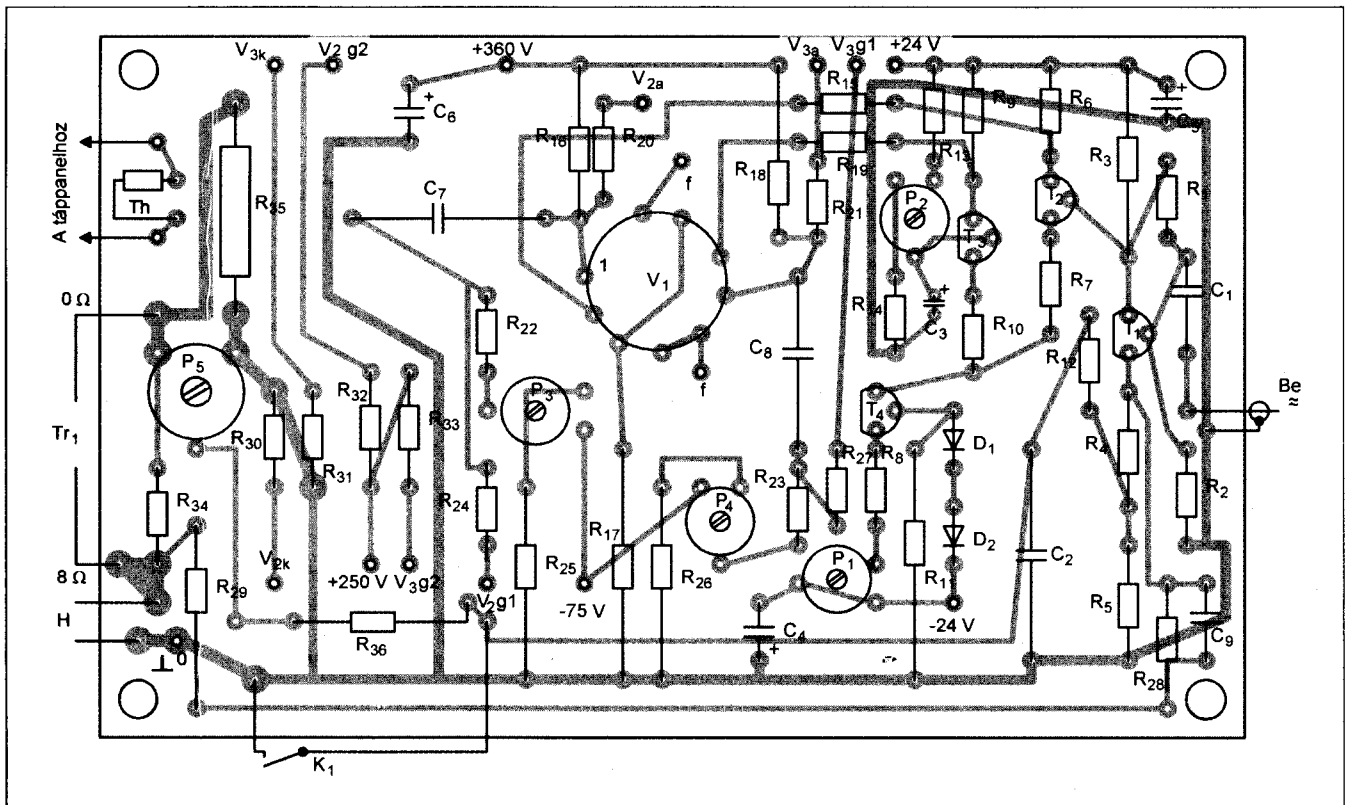 V3k V2 g2 +360 V V3a V3g1 +24 V
V2a R15 R9 R6
C6 + R16 R20 R13 R3 + C5
A táppanelhoz Th R35 C7 f R18 R19 R21 P2 T3 T2 R
1 V1 R7 C1
0 Ω R22 C8 R14 + C3 R10 R12 T1
P5 R32 R33 P3 f T4 Be ≈
Tr1 R30 R31 R24 R23 R27 R8 D1 R4 R2
R34 P4
8 Ω V2k +250 V V3g2 R25 R17 R26 P1 R11 D2 C2 R5
R29 V2g1 -75 V -24 V
H R36 C4 + C9
⊥ 0 R28
K1